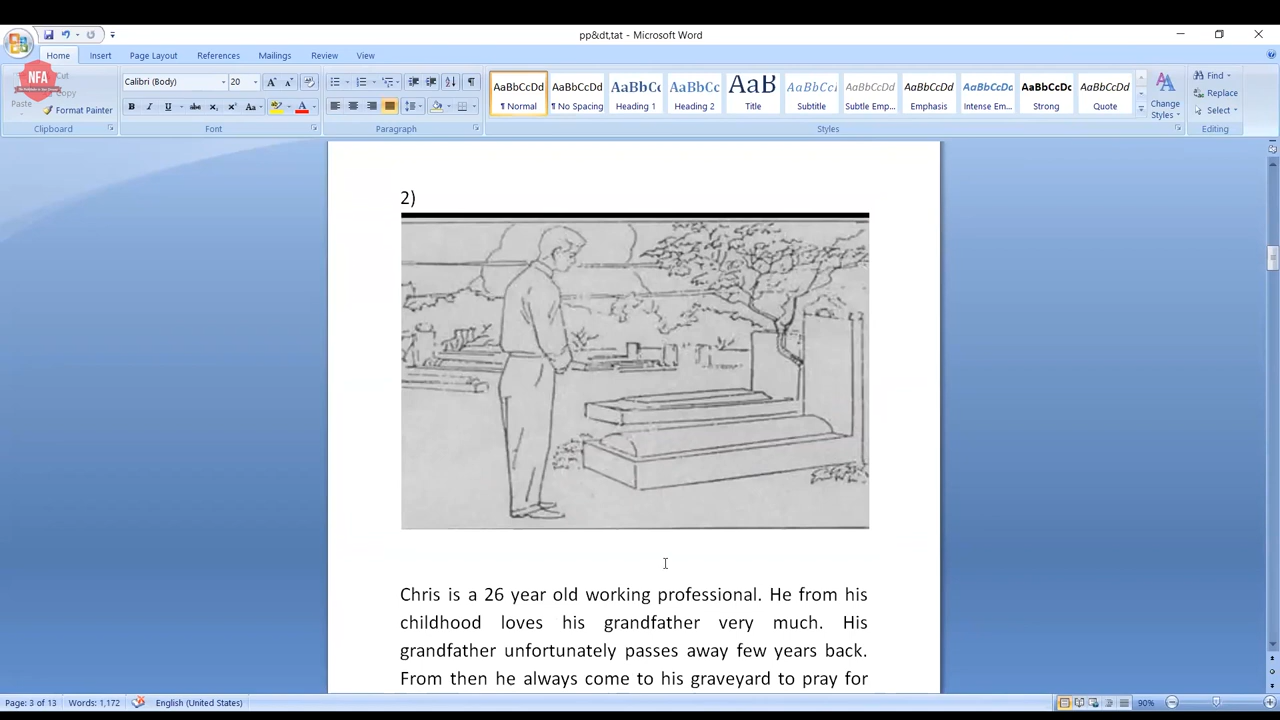 pp&dt,tat - Microsoft Word
Home Insert Page Layout References Mailings Review View
NFA
Cut
Copy
Paste
Format Painter
Clipboard
Calibri (Body) 20
Font
Paragraph
AaBbCcDd AaBbCcDd AaBbCc AaBbCc AaB AaBbCcI AaBbCcDd AaBbCcDd AaBbCcDd AaBbCcDd AaBbCcDd
¶ Normal ¶ No Spacing Heading 1 Heading 2 Title Subtitle Subtle Emp... Emphasis Intense Em... Strong Quote
Change
Styles
Styles
Find
Replace
Select
Editing
2)
Chris is a 26 year old working professional. He from his
childhood loves his grandfather very much. His
grandfather unfortunately passes away few years back.
From then he always come to his graveyard to pray for
Page: 3 of 13 Words: 1,172 English (United States) 90%